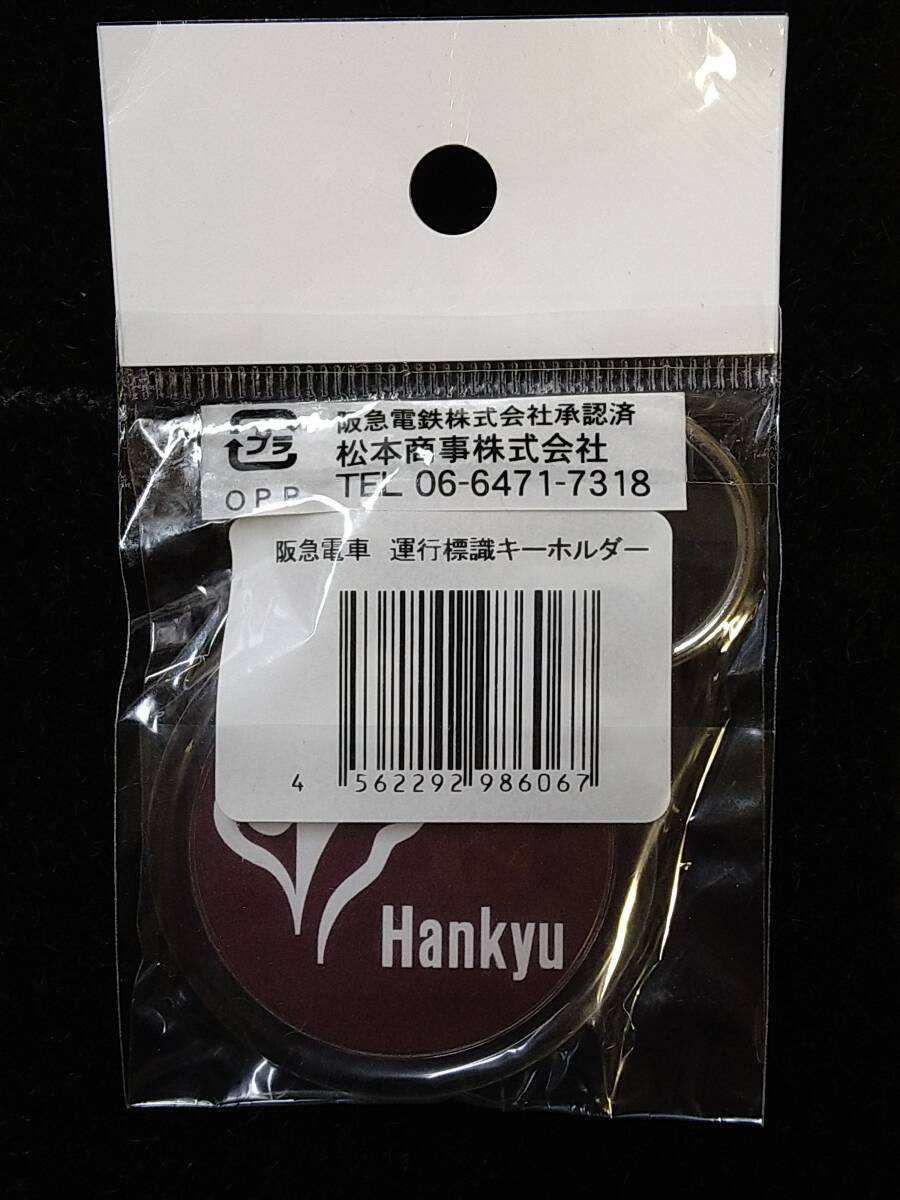 プラ
OPP
阪急電鉄株式会社承認済
松本商事株式会社
TEL 06-6471-7318
阪急電車 運行標識キーホルダー
4 562292 986067
Hankyu